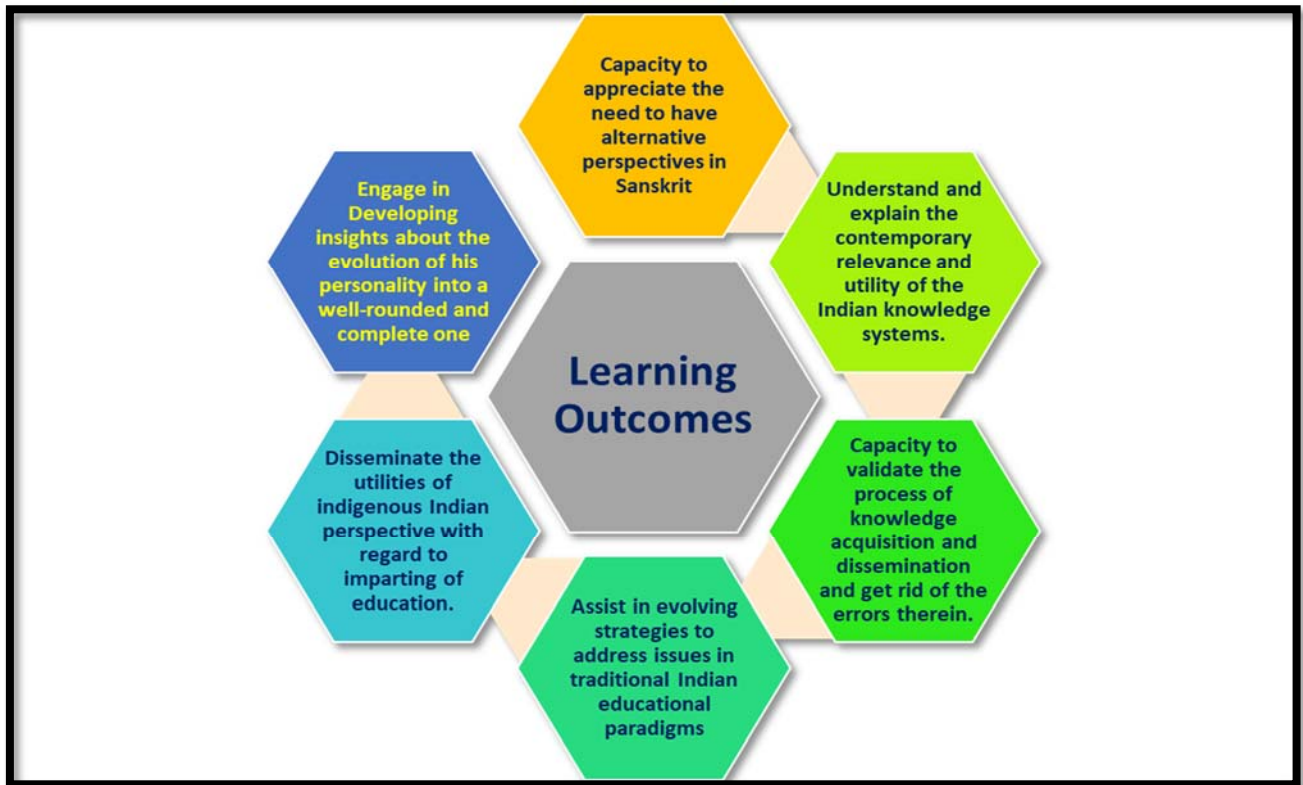 Capacity to
appreciate the
need to have
alternative
perspectives in
Sanskrit
Understand and
explain the
contemporary
relevance and
utility of the
Indian knowledge
systems.
Capacity to
validate the
process of
knowledge
acquisition and
dissemination
and get rid of the
errors therein.
Assist in evolving
strategies to
address issues in
traditional Indian
educational
paradigms
Disseminate the
utilities of
indigenous Indian
perspective with
regard to
imparting of
education.
Engage in
Developing
insights about the
evolution of his
personality into a
well-rounded and
complete one
Learning
Outcomes